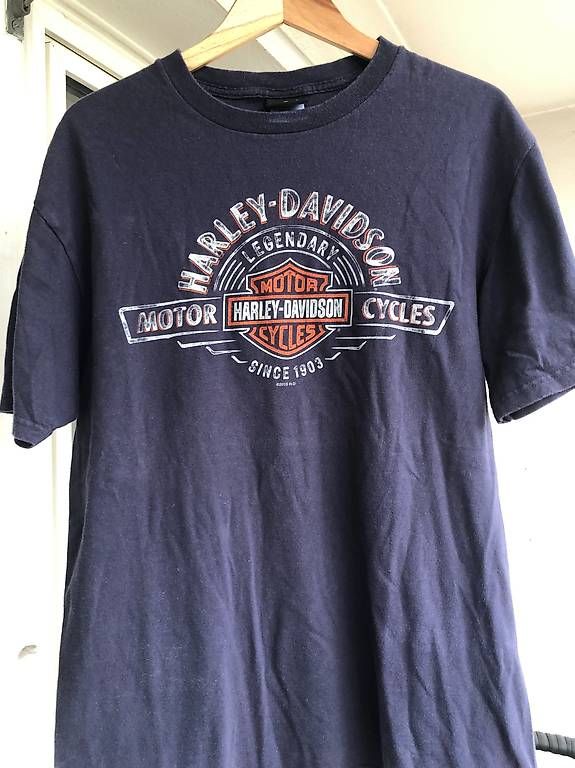 HARLEY-DAVIDSON
LEGENDARY
MOTOR
MOTOR HARLEY-DAVIDSON CYCLES
CYCLES
SINCE 1903